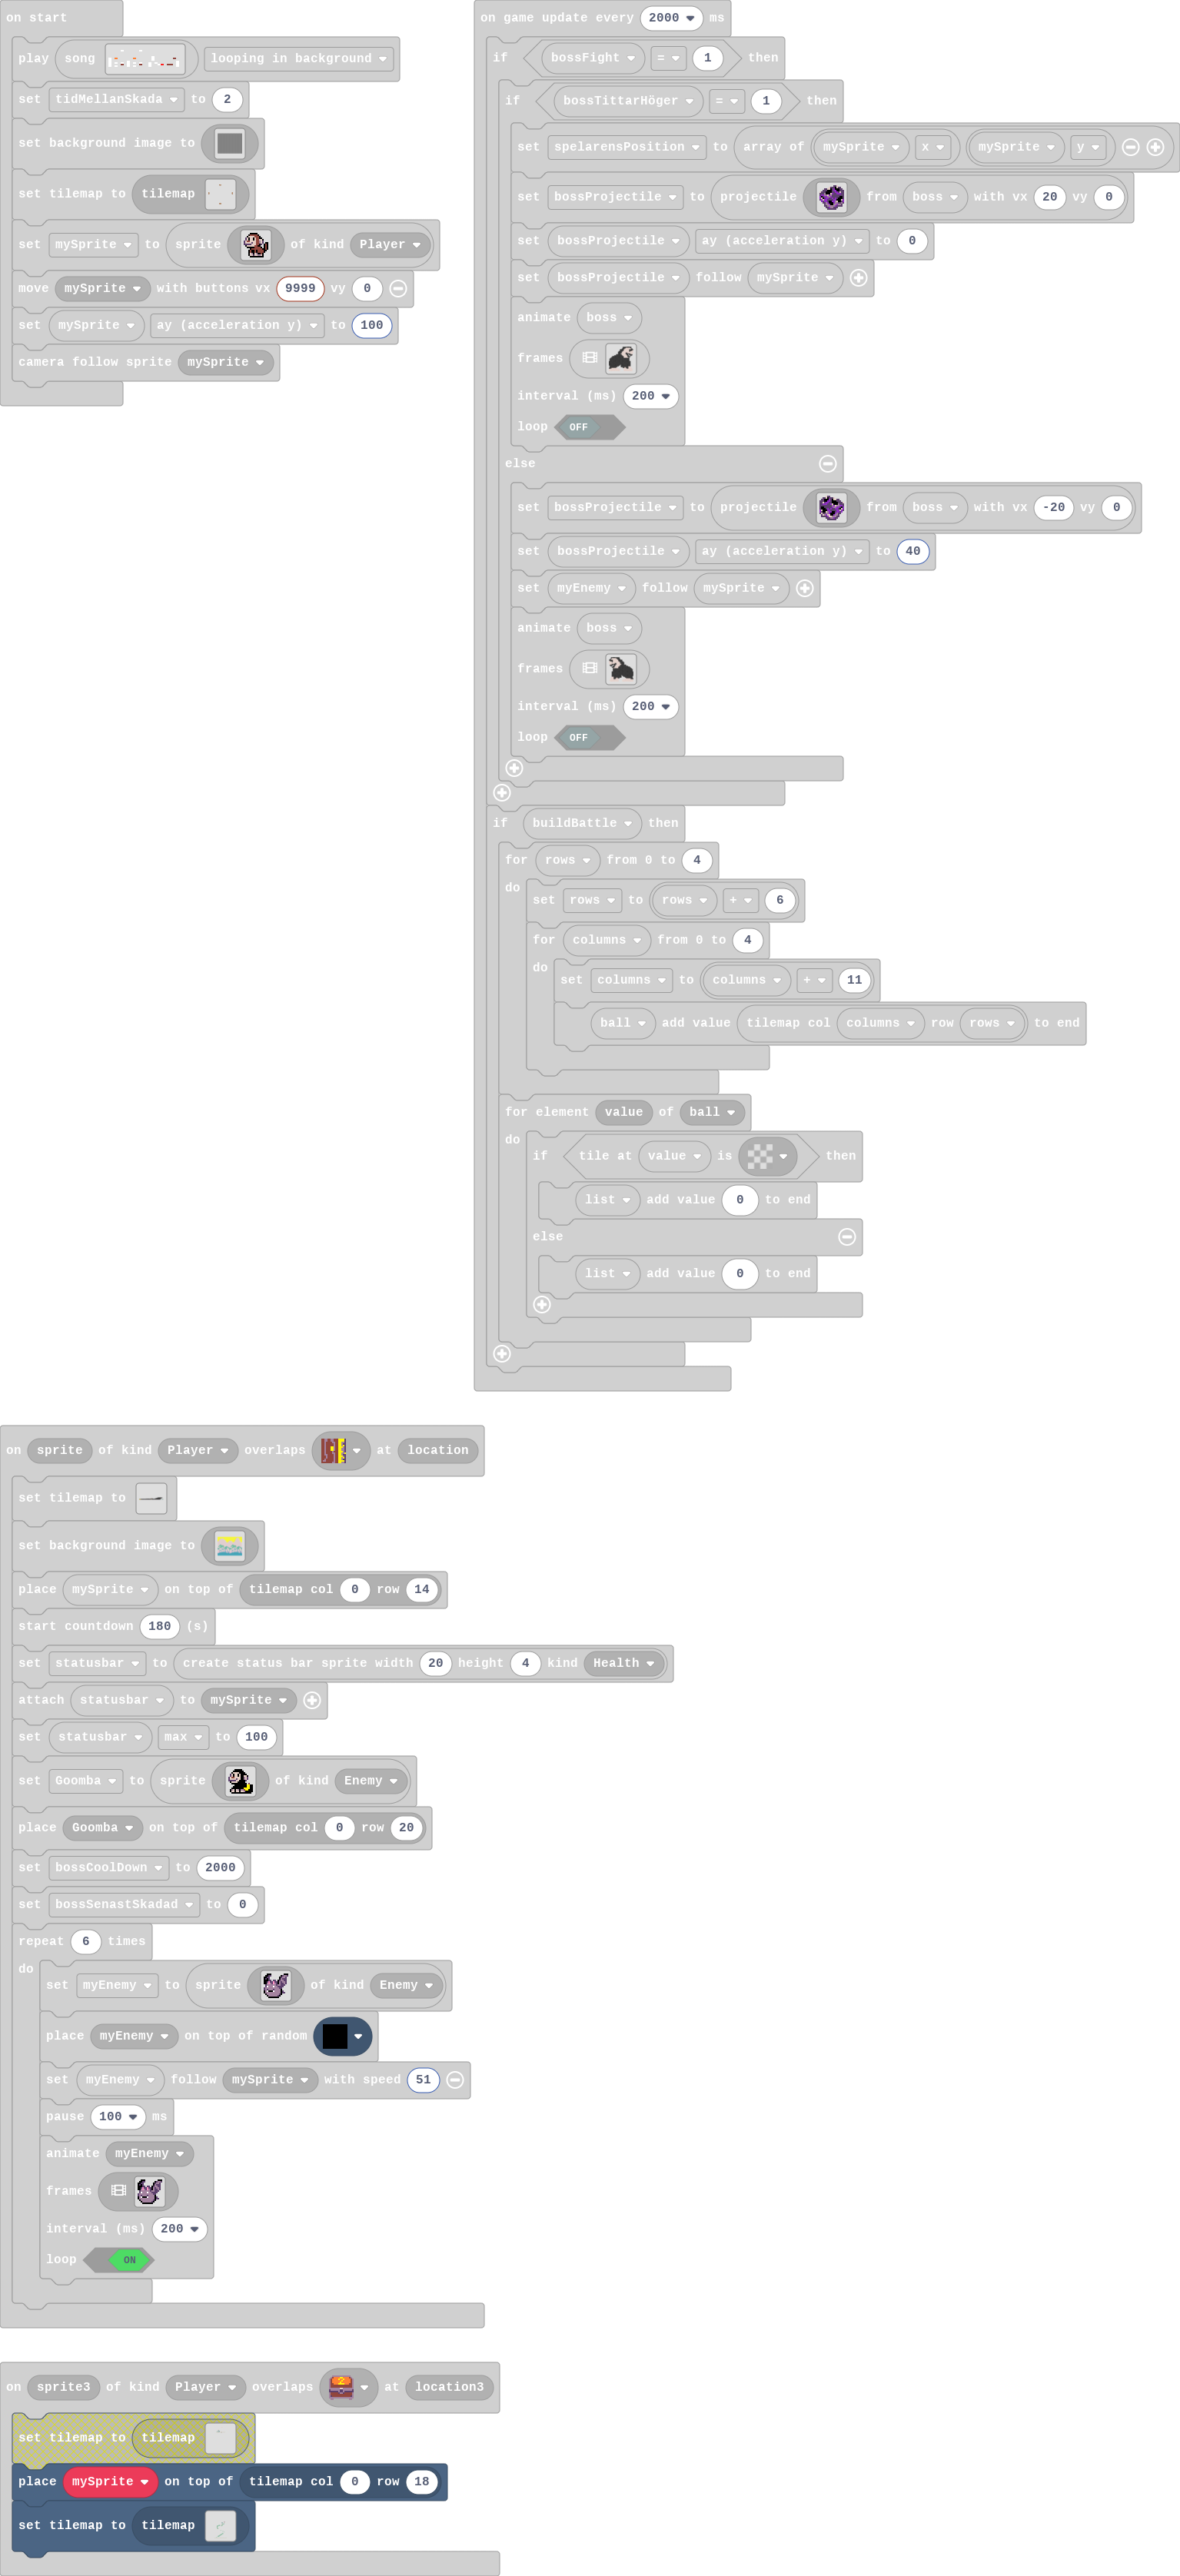 on start
play song looping in background
set tidMellanSkada to 2
set background image to
set tilemap to tilemap
set mySprite to sprite of kind Player
move mySprite with buttons vx 9999 vy 0
set mySprite ay (acceleration y) to 100
camera follow sprite mySprite
on game update every 2000 ms
if bossFight = 1 then
if bossTittarHöger = 1 then
set spelarensPosition to array of mySprite x mySprite y
set bossProjectile to projectile from boss with vx 20 vy 0
set bossProjectile ay (acceleration y) to 0
set bossProjectile follow mySprite
animate boss
frames
interval (ms) 200
loop OFF
else
set bossProjectile to projectile from boss with vx -20 vy 0
set bossProjectile ay (acceleration y) to 40
set myEnemy follow mySprite
animate boss
frames
interval (ms) 200
loop OFF
if buildBattle then
for rows from 0 to 4
do
set rows to rows + 6
for columns from 0 to 4
do
set columns to columns + 11
ball add value tilemap col columns row rows to end
for element value of ball
do
if tile at value is then
list add value 0 to end
else
list add value 0 to end
on sprite of kind Player overlaps at location
set tilemap to
set background image to
place mySprite on top of tilemap col 0 row 14
start countdown 180 (s)
set statusbar to create status bar sprite width 20 height 4 kind Health
attach statusbar to mySprite
set statusbar max to 100
set Goomba to sprite of kind Enemy
place Goomba on top of tilemap col 0 row 20
set bossCoolDown to 2000
set bossSenastSkadad to 0
repeat 6 times
do
set myEnemy to sprite of kind Enemy
place myEnemy on top of random
set myEnemy follow mySprite with speed 51
pause 100 ms
animate myEnemy
frames
interval (ms) 200
loop ON
on sprite3 of kind Player overlaps at location3
set tilemap to tilemap
place mySprite on top of tilemap col 0 row 18
set tilemap to tilemap